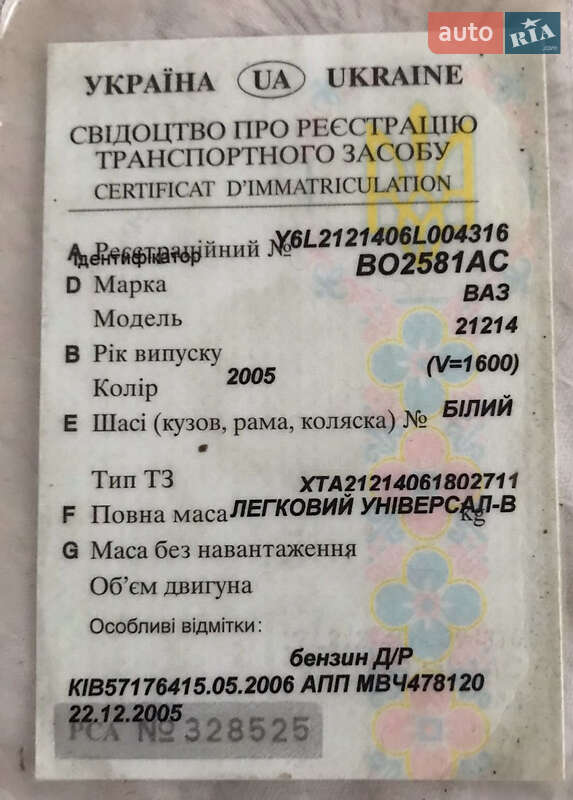 auto RIA .com
УКРАЇНА UA UKRAINE
СВІДОЦТВО ПРО РЕЄСТРАЦІЮ
ТРАНСПОРТНОГО ЗАСОБУ
CERTIFICAT D'IMMATRICULATION
Y6L2121406L004316
A Реєстраційний №
Ідентифікатор
BO2581AC
D Марка
ВАЗ
Модель
21214
B Рік випуску
(V=1600)
2005
Колір
БІЛИЙ
E Шасі (кузов, рама, коляска) №
Тип ТЗ
XTA21214061802711
ЛЕГКОВИЙ УНІВЕРСАЛ-В
F Повна маса kg
G Маса без навантаження
Об'єм двигуна
Особливі відмітки:
бензин Д/Р
КІВ57176415.05.2006 АПП МВЧ478120
22.12.2005
РСА № 328525